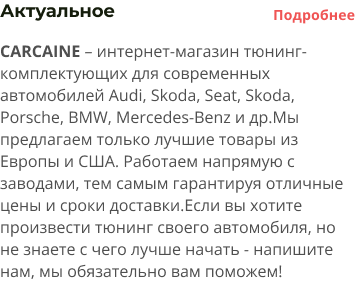 Актуальное
Подробнее
CARCAINE – интернет-магазин тюнинг-
комплектующих для современных
автомобилей Audi, Skoda, Seat, Skoda,
Porsche, BMW, Mercedes-Benz и др.Мы
предлагаем только лучшие товары из
Европы и США. Работаем напрямую с
заводами, тем самым гарантируя отличные
цены и сроки доставки.Если вы хотите
произвести тюнинг своего автомобиля, но
не знаете с чего лучше начать - напишите
нам, мы обязательно вам поможем!